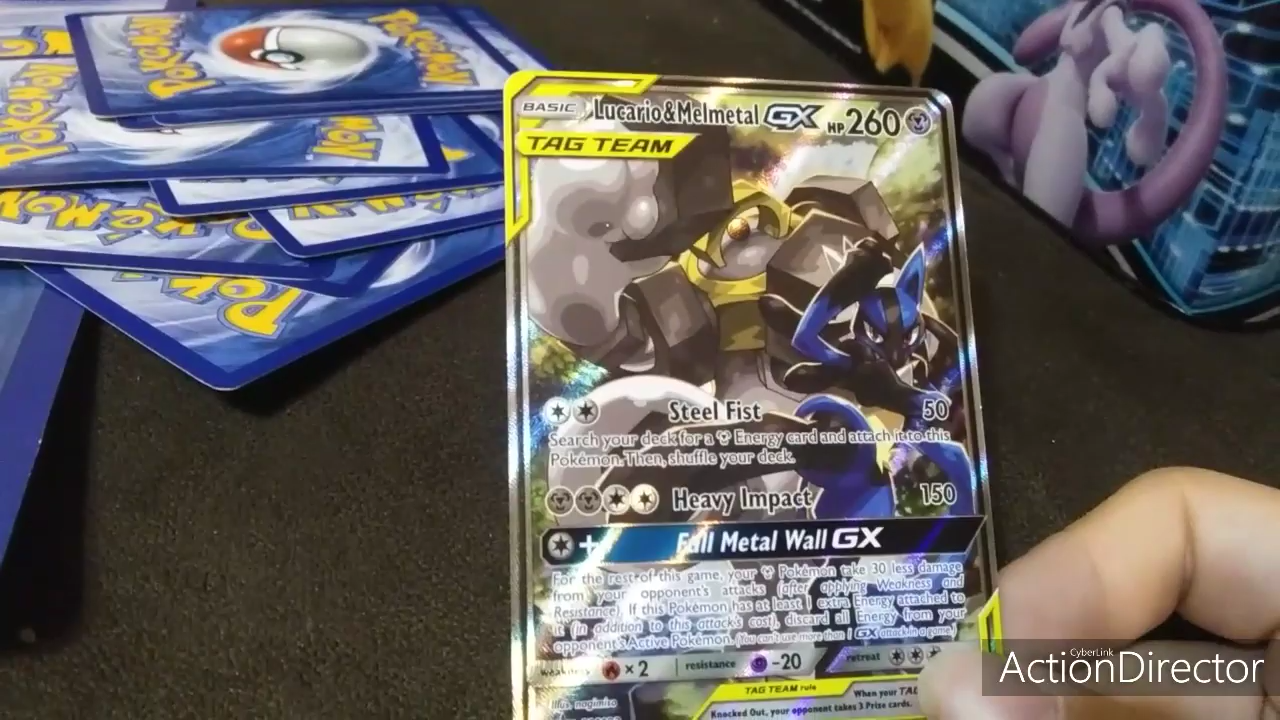 Pokémon
Pokémon
Pokémon
BASIC Lucario&Melmetal GX HP 260
TAG TEAM
Steel Fist 50
Search your deck for a Energy card and attach it to this
Pokémon. Then, shuffle your deck.
Heavy Impact 150
+ Full Metal Wall GX
For the rest of this game, your Pokémon take 30 less damage
from your opponent's attacks (after applying Weakness and
Resistance). If this Pokémon has at least 1 extra Energy attached to
it (in addition to this attack's cost), discard all Energy from your
opponent's Active Pokémon. (You can't use more than 1 GX attack in a game.)
weakness ×2 resistance -20 retreat
TAG TEAM rule When your TAG
Illus.
Knocked Out, your opponent takes 3 Prize cards.
CyberLink
ActionDirector